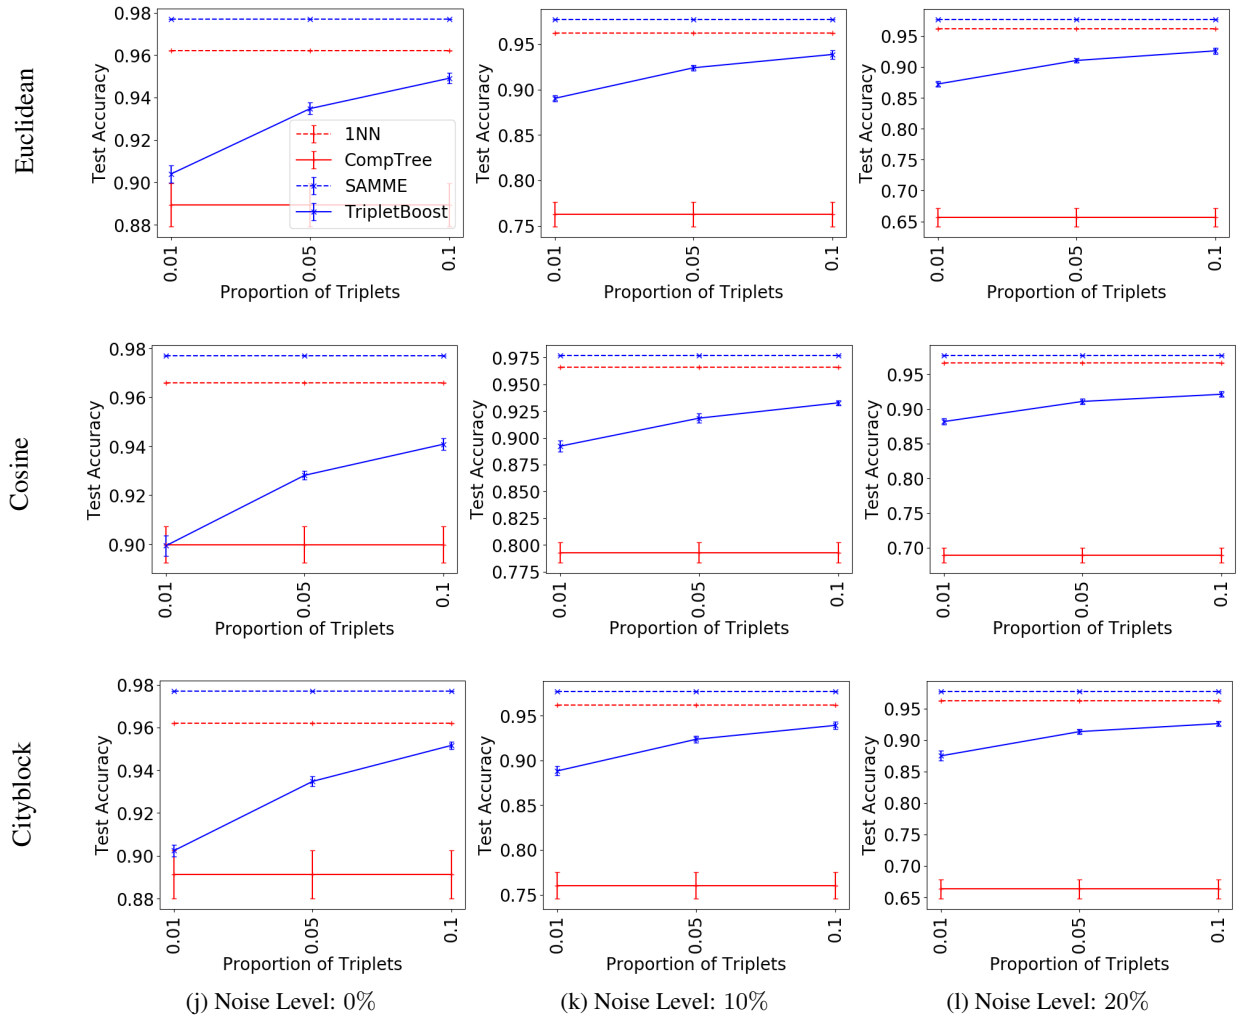 Euclidean
Test Accuracy
0.98
0.96
0.94
0.92
0.90
0.88
0.01
0.05
0.1
Proportion of Triplets
1NN
CompTree
SAMME
TripletBoost
Test Accuracy
0.95
0.90
0.85
0.80
0.75
0.01
0.05
0.1
Proportion of Triplets
Test Accuracy
0.95
0.90
0.85
0.80
0.75
0.70
0.65
0.01
0.05
0.1
Proportion of Triplets
Cosine
Test Accuracy
0.98
0.96
0.94
0.92
0.90
0.01
0.05
0.1
Proportion of Triplets
Test Accuracy
0.975
0.950
0.925
0.900
0.875
0.850
0.825
0.800
0.775
0.01
0.05
0.1
Proportion of Triplets
Test Accuracy
0.95
0.90
0.85
0.80
0.75
0.70
0.01
0.05
0.1
Proportion of Triplets
Cityblock
Test Accuracy
0.98
0.96
0.94
0.92
0.90
0.88
0.01
0.05
0.1
Proportion of Triplets
Test Accuracy
0.95
0.90
0.85
0.80
0.75
0.01
0.05
0.1
Proportion of Triplets
Test Accuracy
0.95
0.90
0.85
0.80
0.75
0.70
0.65
0.01
0.05
0.1
Proportion of Triplets
(j) Noise Level: 0%
(k) Noise Level: 10%
(l) Noise Level: 20%